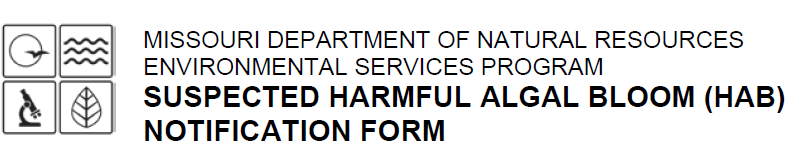 MISSOURI DEPARTMENT OF NATURAL RESOURCES
ENVIRONMENTAL SERVICES PROGRAM
SUSPECTED HARMFUL ALGAL BLOOM (HAB)
NOTIFICATION FORM